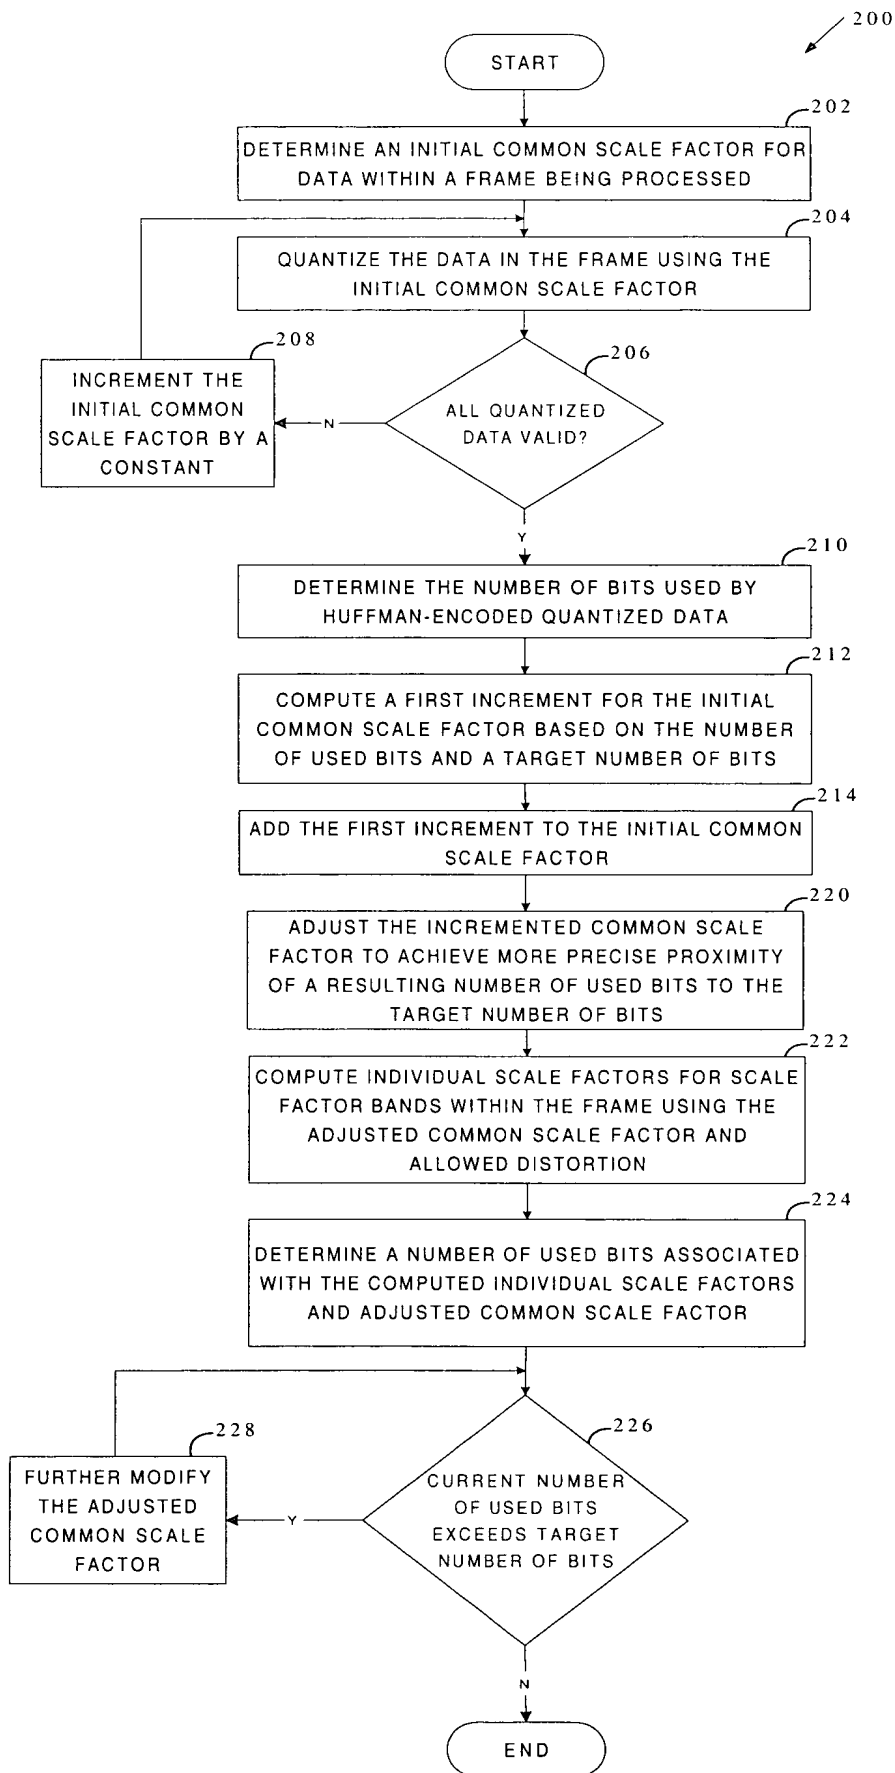 200
START
202
DETERMINE AN INITIAL COMMON SCALE FACTOR FOR
DATA WITHIN A FRAME BEING PROCESSED
204
QUANTIZE THE DATA IN THE FRAME USING THE
INITIAL COMMON SCALE FACTOR
208
INCREMENT THE
INITIAL COMMON
SCALE FACTOR BY A
CONSTANT
N
206
ALL QUANTIZED
DATA VALID?
Y
210
DETERMINE THE NUMBER OF BITS USED BY
HUFFMAN-ENCODED QUANTIZED DATA
212
COMPUTE A FIRST INCREMENT FOR THE INITIAL
COMMON SCALE FACTOR BASED ON THE NUMBER
OF USED BITS AND A TARGET NUMBER OF BITS
214
ADD THE FIRST INCREMENT TO THE INITIAL COMMON
SCALE FACTOR
220
ADJUST THE INCREMENTED COMMON SCALE
FACTOR TO ACHIEVE MORE PRECISE PROXIMITY
OF A RESULTING NUMBER OF USED BITS TO THE
TARGET NUMBER OF BITS
222
COMPUTE INDIVIDUAL SCALE FACTORS FOR SCALE
FACTOR BANDS WITHIN THE FRAME USING THE
ADJUSTED COMMON SCALE FACTOR AND
ALLOWED DISTORTION
224
DETERMINE A NUMBER OF USED BITS ASSOCIATED
WITH THE COMPUTED INDIVIDUAL SCALE FACTORS
AND ADJUSTED COMMON SCALE FACTOR
228
FURTHER MODIFY
THE ADJUSTED
COMMON SCALE
FACTOR
Y
226
CURRENT NUMBER
OF USED BITS
EXCEEDS TARGET
NUMBER OF BITS
N
END